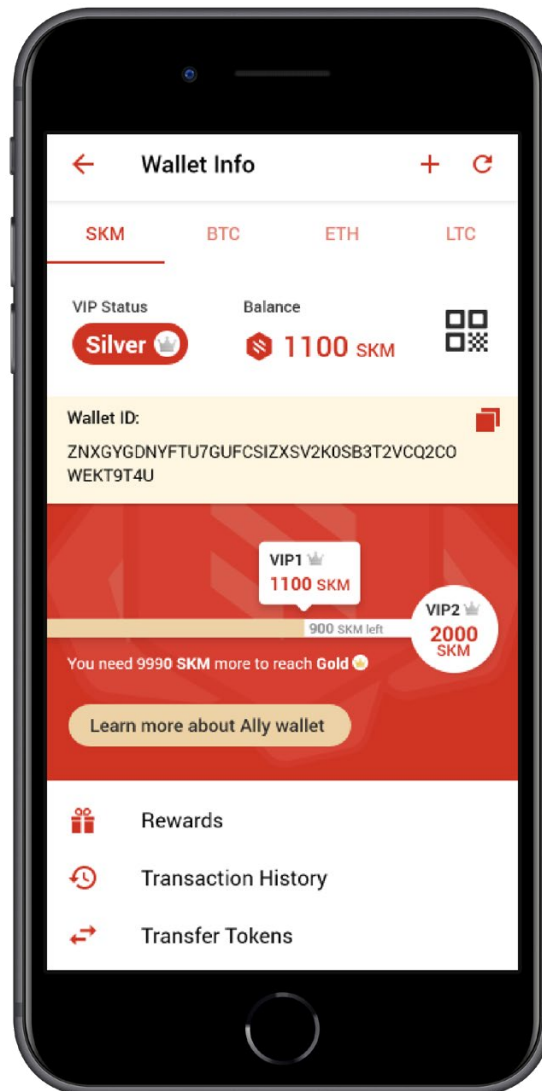 Wallet Info
SKM BTC ETH LTC
VIP Status Balance
Silver 1100 SKM
Wallet ID:
ZNXGYGDNYFTU7GUFCSIZXSV2K0SB3T2VCQ2CO
WEKT9T4U
VIP1
1100 SKM
VIP2
900 SKM left
2000
SKM
You need 9990 SKM more to reach Gold
Learn more about Ally wallet
Rewards
Transaction History
Transfer Tokens